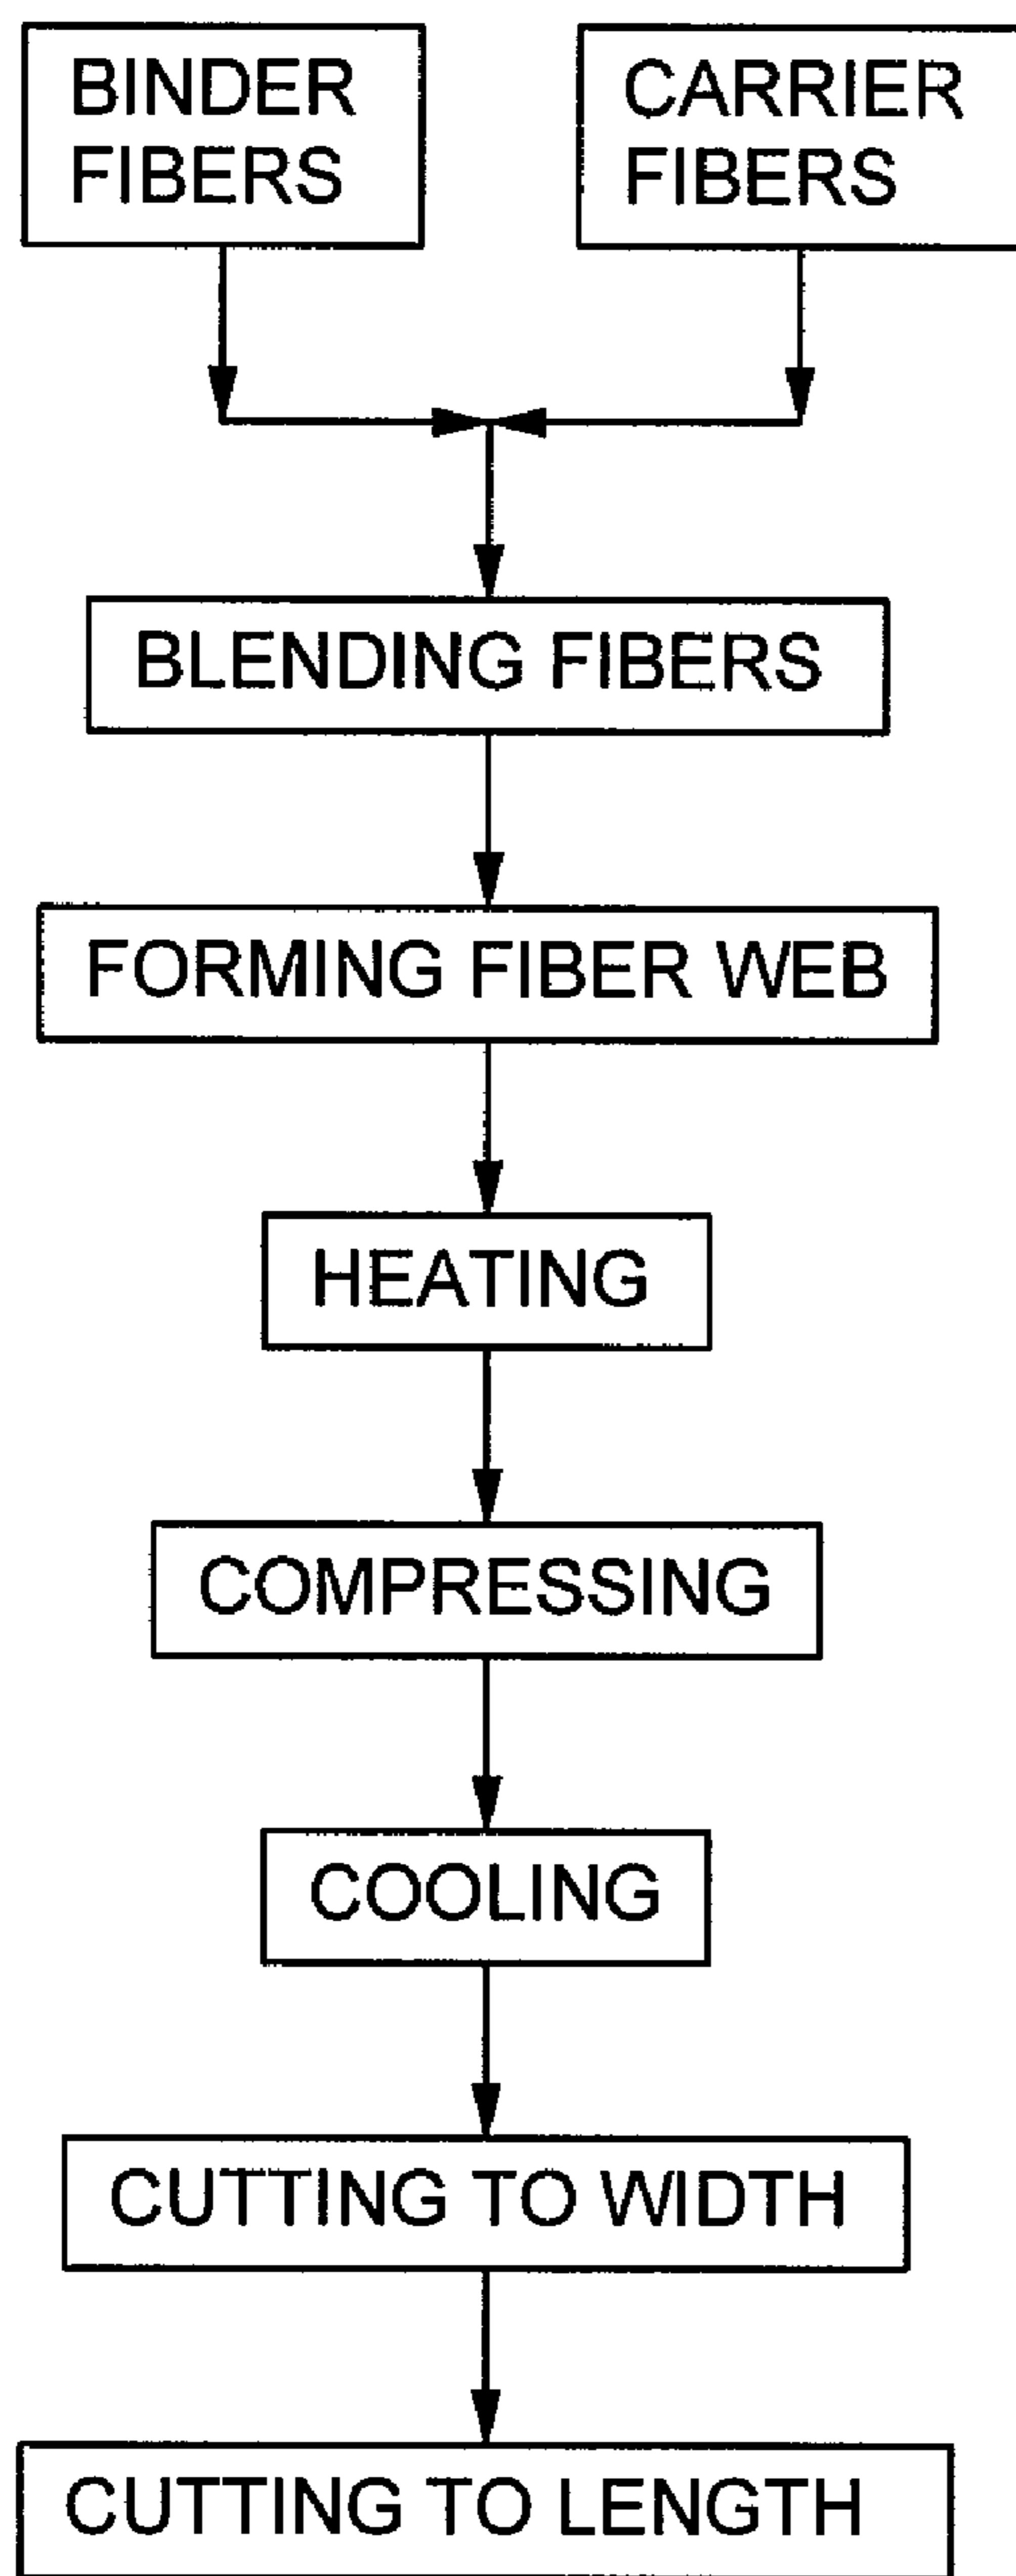 BINDER
FIBERS
CARRIER
FIBERS
BLENDING FIBERS
FORMING FIBER WEB
HEATING
COMPRESSING
COOLING
CUTTING TO WIDTH
CUTTING TO LENGTH